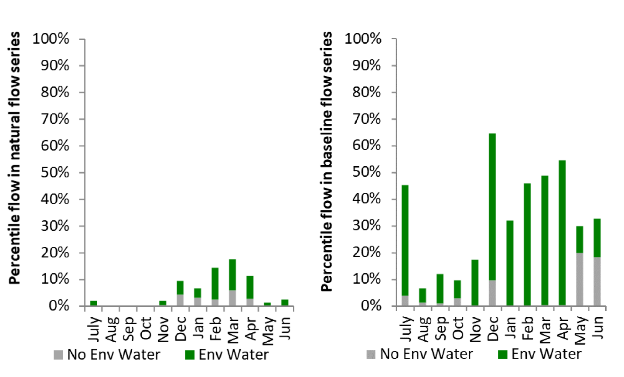 Percentile flow in natural flow series
100%
90%
80%
70%
60%
50%
40%
30%
20%
10%
0%
July
Aug
Sep
Oct
Nov
Dec
Jan
Feb
Mar
Apr
May
Jun
No Env Water
Env Water
Percentile flow in baseline flow series
100%
90%
80%
70%
60%
50%
40%
30%
20%
10%
0%
July
Aug
Sep
Oct
Nov
Dec
Jan
Feb
Mar
Apr
May
Jun
No Env Water
Env Water